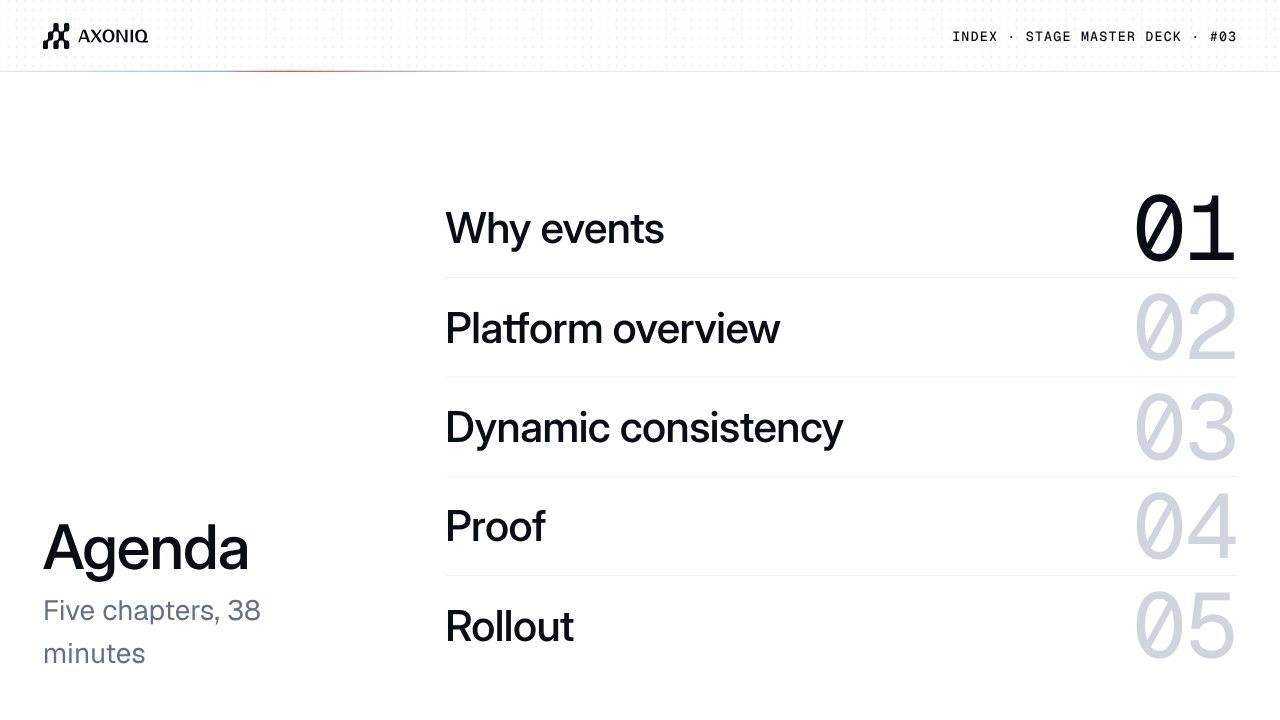 AXONIQ
INDEX · STAGE MASTER DECK · #03
Why events 01
Platform overview 02
Dynamic consistency 03
Proof 04
Rollout 05
Agenda
Five chapters, 38
minutes